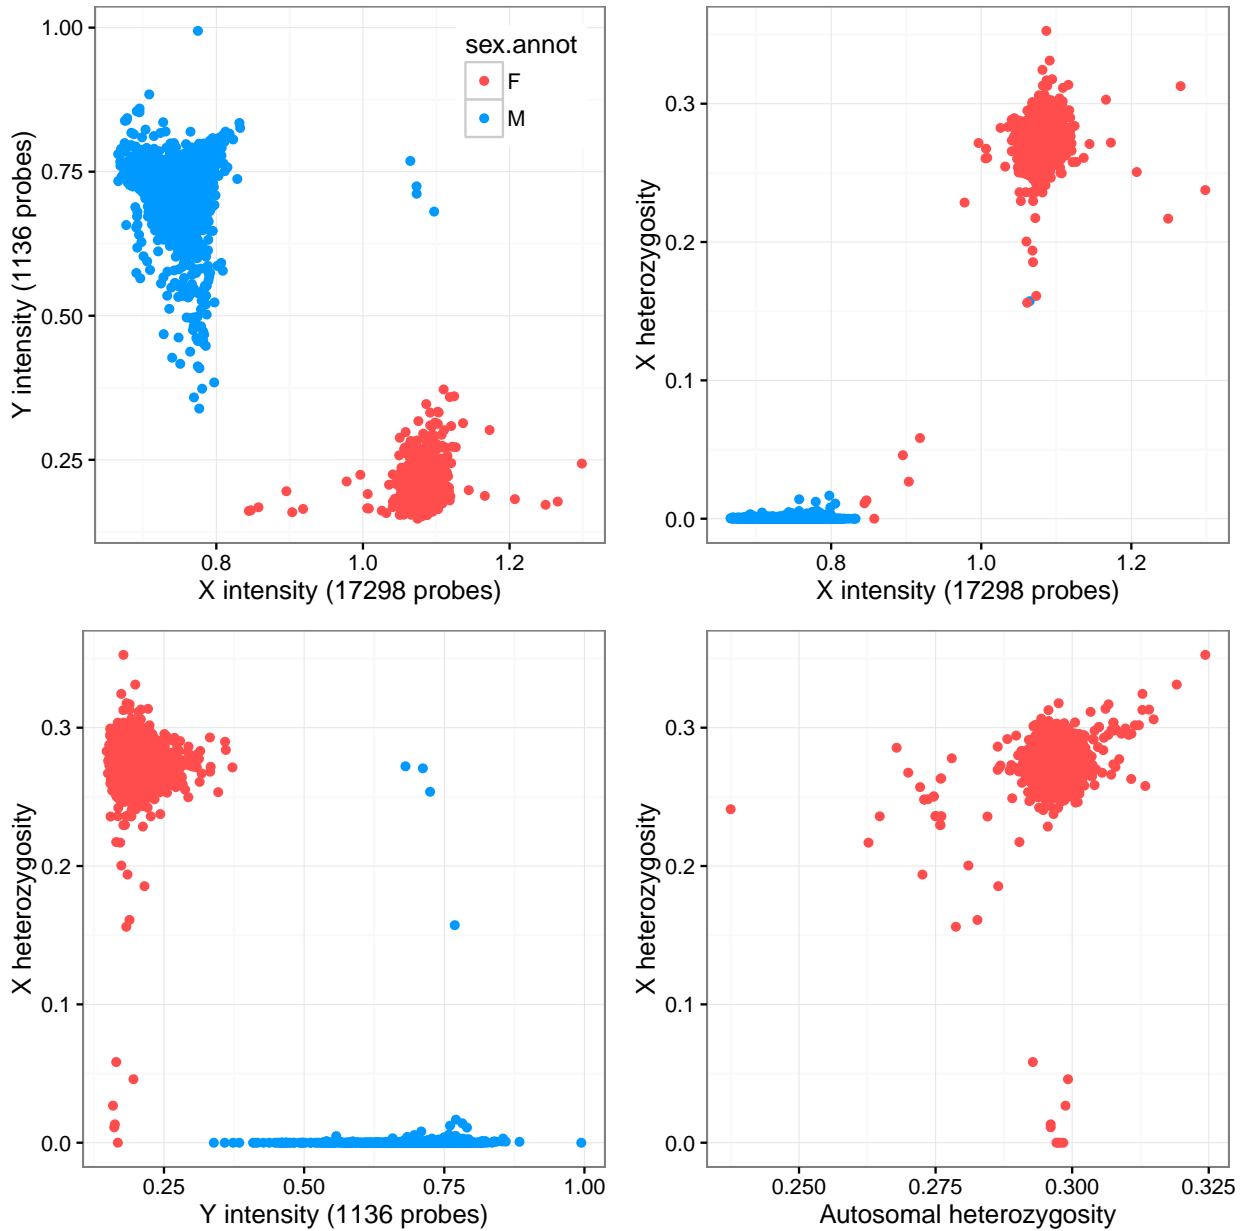 1.00
0.75
0.50
0.25
Y intensity (1136 probes)
sex.annot
F
M
0.8
1.0
1.2
X intensity (17298 probes)
0.3
0.2
0.1
0.0
X heterozygosity
0.8
1.0
1.2
X intensity (17298 probes)
0.3
0.2
0.1
0.0
X heterozygosity
0.25
0.50
0.75
1.00
Y intensity (1136 probes)
0.3
0.2
0.1
0.0
X heterozygosity
0.250
0.275
0.300
0.325
Autosomal heterozygosity